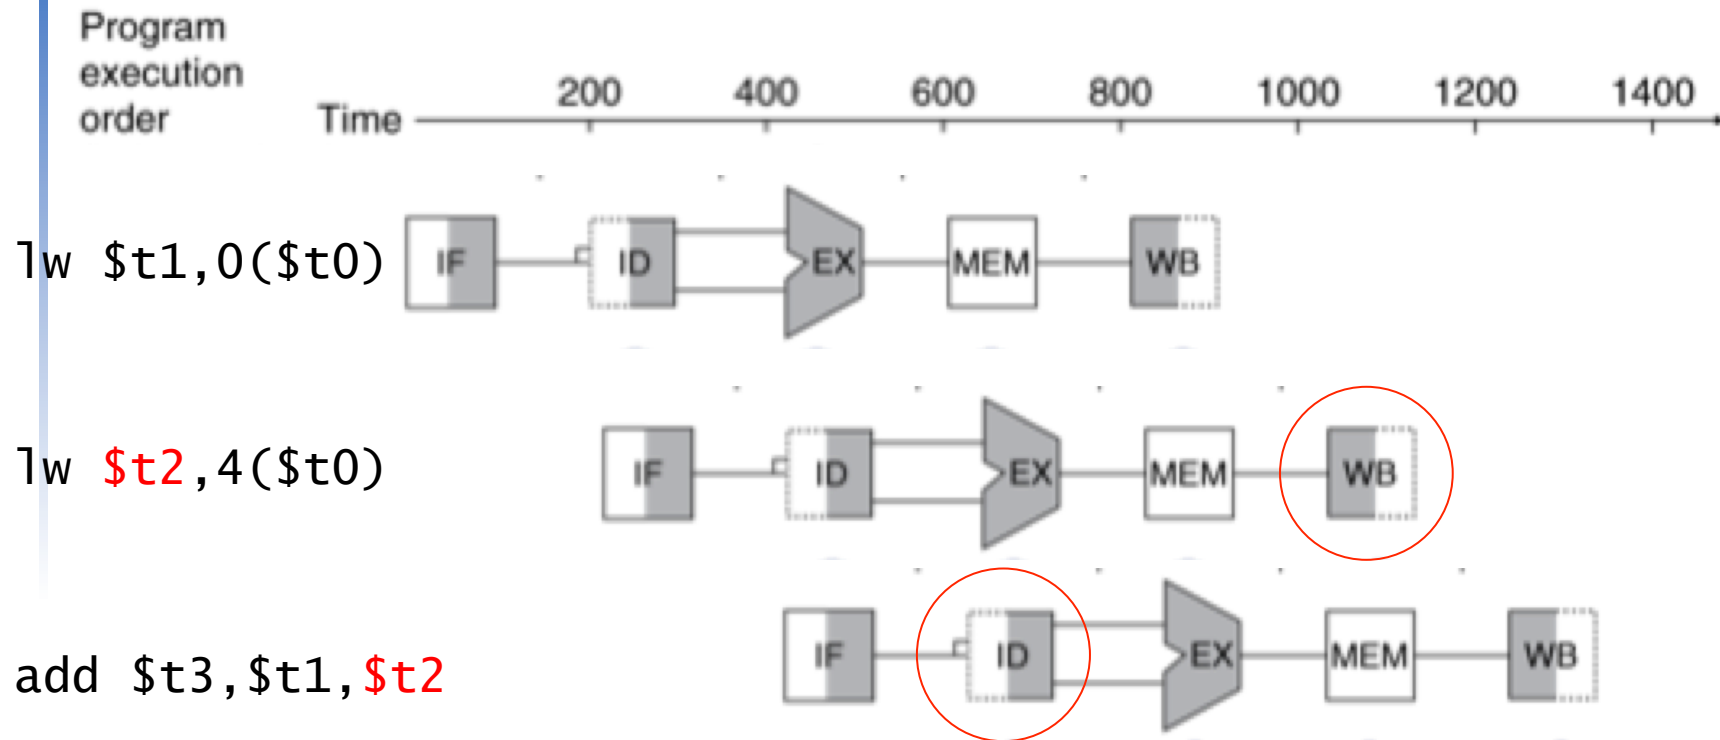 Program
execution
order
Time
200 400 600 800 1000 1200 1400
lw $t1,0($t0)
IF ID EX MEM WB
lw $t2,4($t0)
IF ID EX MEM WB
add $t3,$t1,$t2
IF ID EX MEM WB